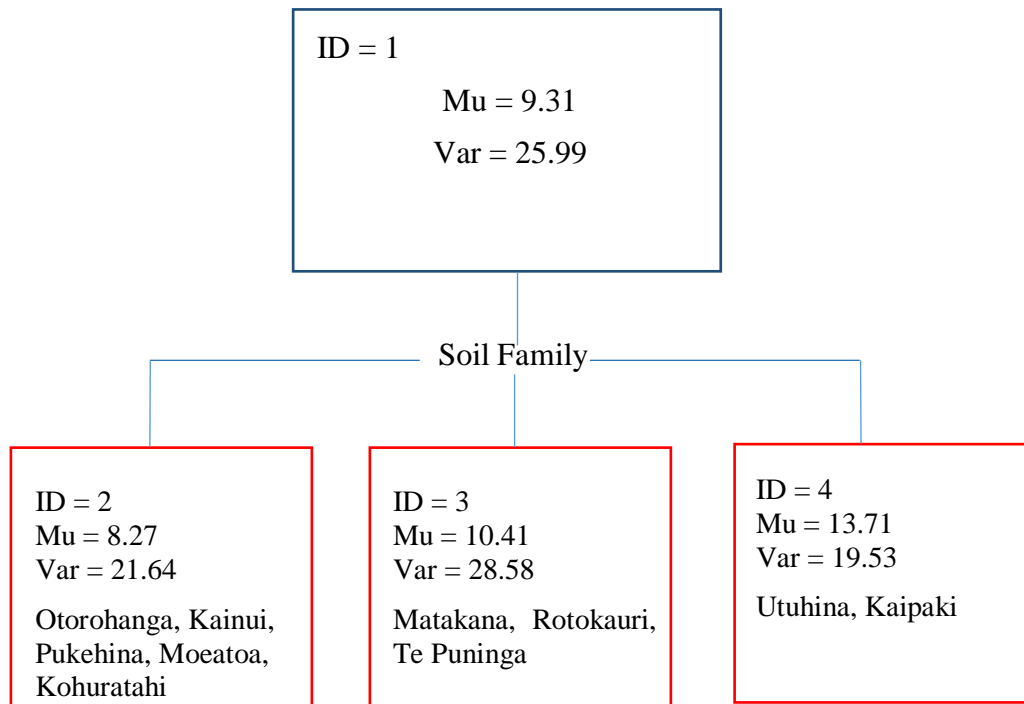 ID = 1
Mu = 9.31
Var = 25.99
Soil Family
ID = 2
Mu = 8.27
Var = 21.64
Otorohanga, Kainui,
Pukehina, Moeatoa,
Kohuratahi
ID = 3
Mu = 10.41
Var = 28.58
Matakana, Rotokauri,
Te Puninga
ID = 4
Mu = 13.71
Var = 19.53
Utuhina, Kaipaki